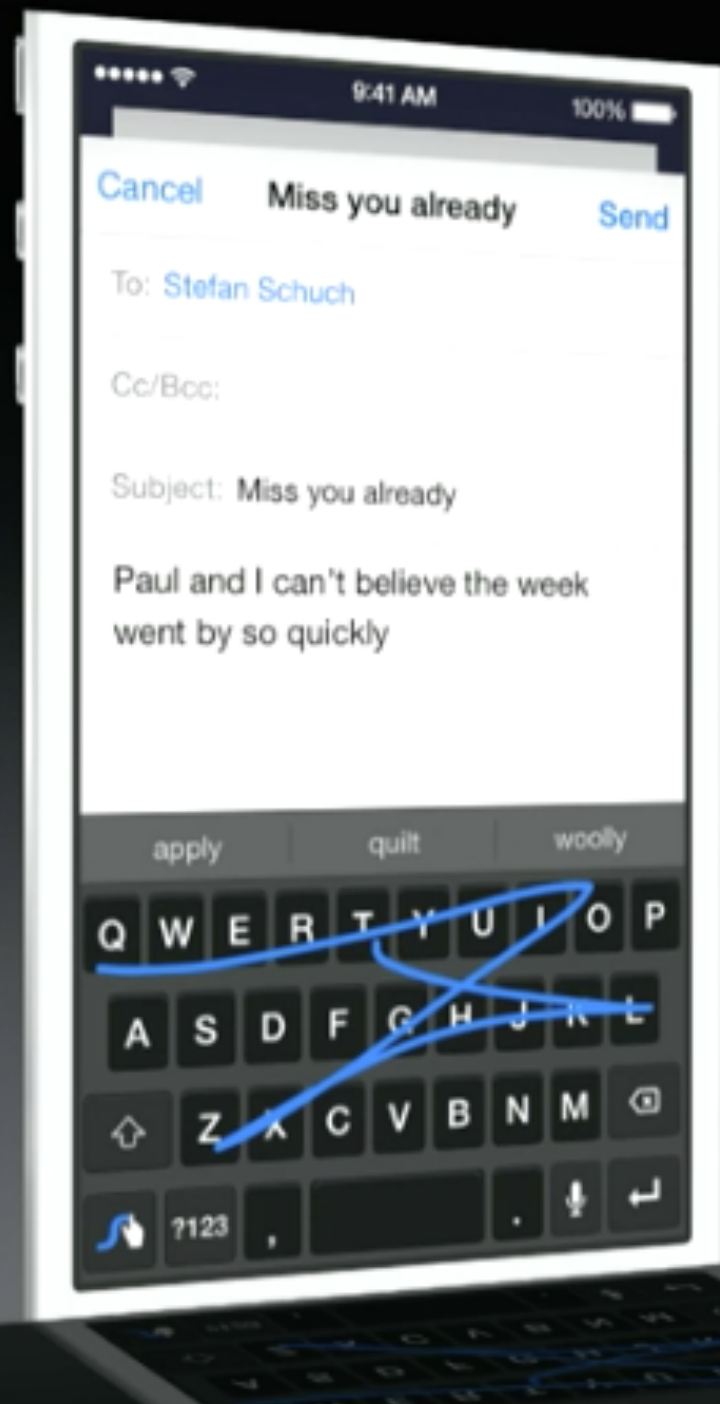 9:41 AM 100%
Cancel Miss you already Send
To: Stefan Schuch
Cc/Bcc:
Subject: Miss you already
Paul and I can't believe the week
went by so quickly
apply quilt woolly
Q W E R T Y U I O P
A S D F G H J K L
Z X C V B N M
?123 , .